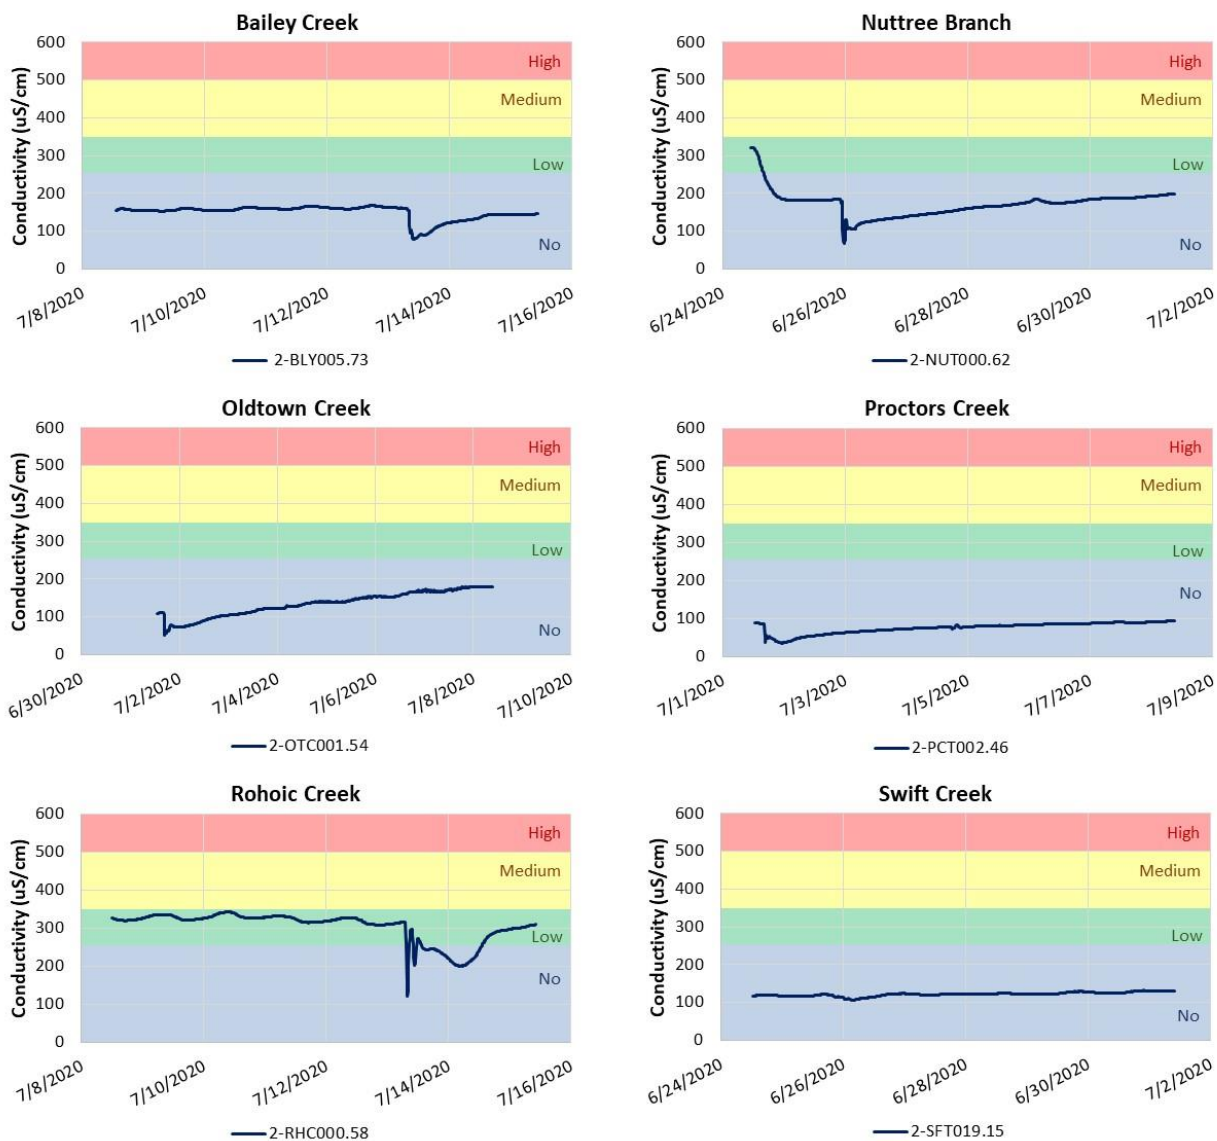 Bailey Creek
Conductivity (uS/cm)
600
500
400
300
200
100
0
High
Medium
Low
No
7/8/2020
7/10/2020
7/12/2020
7/14/2020
7/16/2020
2-BLY005.73
Nuttree Branch
Conductivity (uS/cm)
600
500
400
300
200
100
0
High
Medium
Low
No
6/24/2020
6/26/2020
6/28/2020
6/30/2020
7/2/2020
2-NUT000.62
Oldtown Creek
Conductivity (uS/cm)
600
500
400
300
200
100
0
High
Medium
Low
No
6/30/2020
7/2/2020
7/4/2020
7/6/2020
7/8/2020
7/10/2020
2-OTC001.54
Proctors Creek
Conductivity (uS/cm)
600
500
400
300
200
100
0
High
Medium
Low
No
7/1/2020
7/3/2020
7/5/2020
7/7/2020
7/9/2020
2-PCT002.46
Rohoic Creek
Conductivity (uS/cm)
600
500
400
300
200
100
0
High
Medium
Low
No
7/8/2020
7/10/2020
7/12/2020
7/14/2020
7/16/2020
2-RHC000.58
Swift Creek
Conductivity (uS/cm)
600
500
400
300
200
100
0
High
Medium
Low
No
6/24/2020
6/26/2020
6/28/2020
6/30/2020
7/2/2020
2-SFT019.15